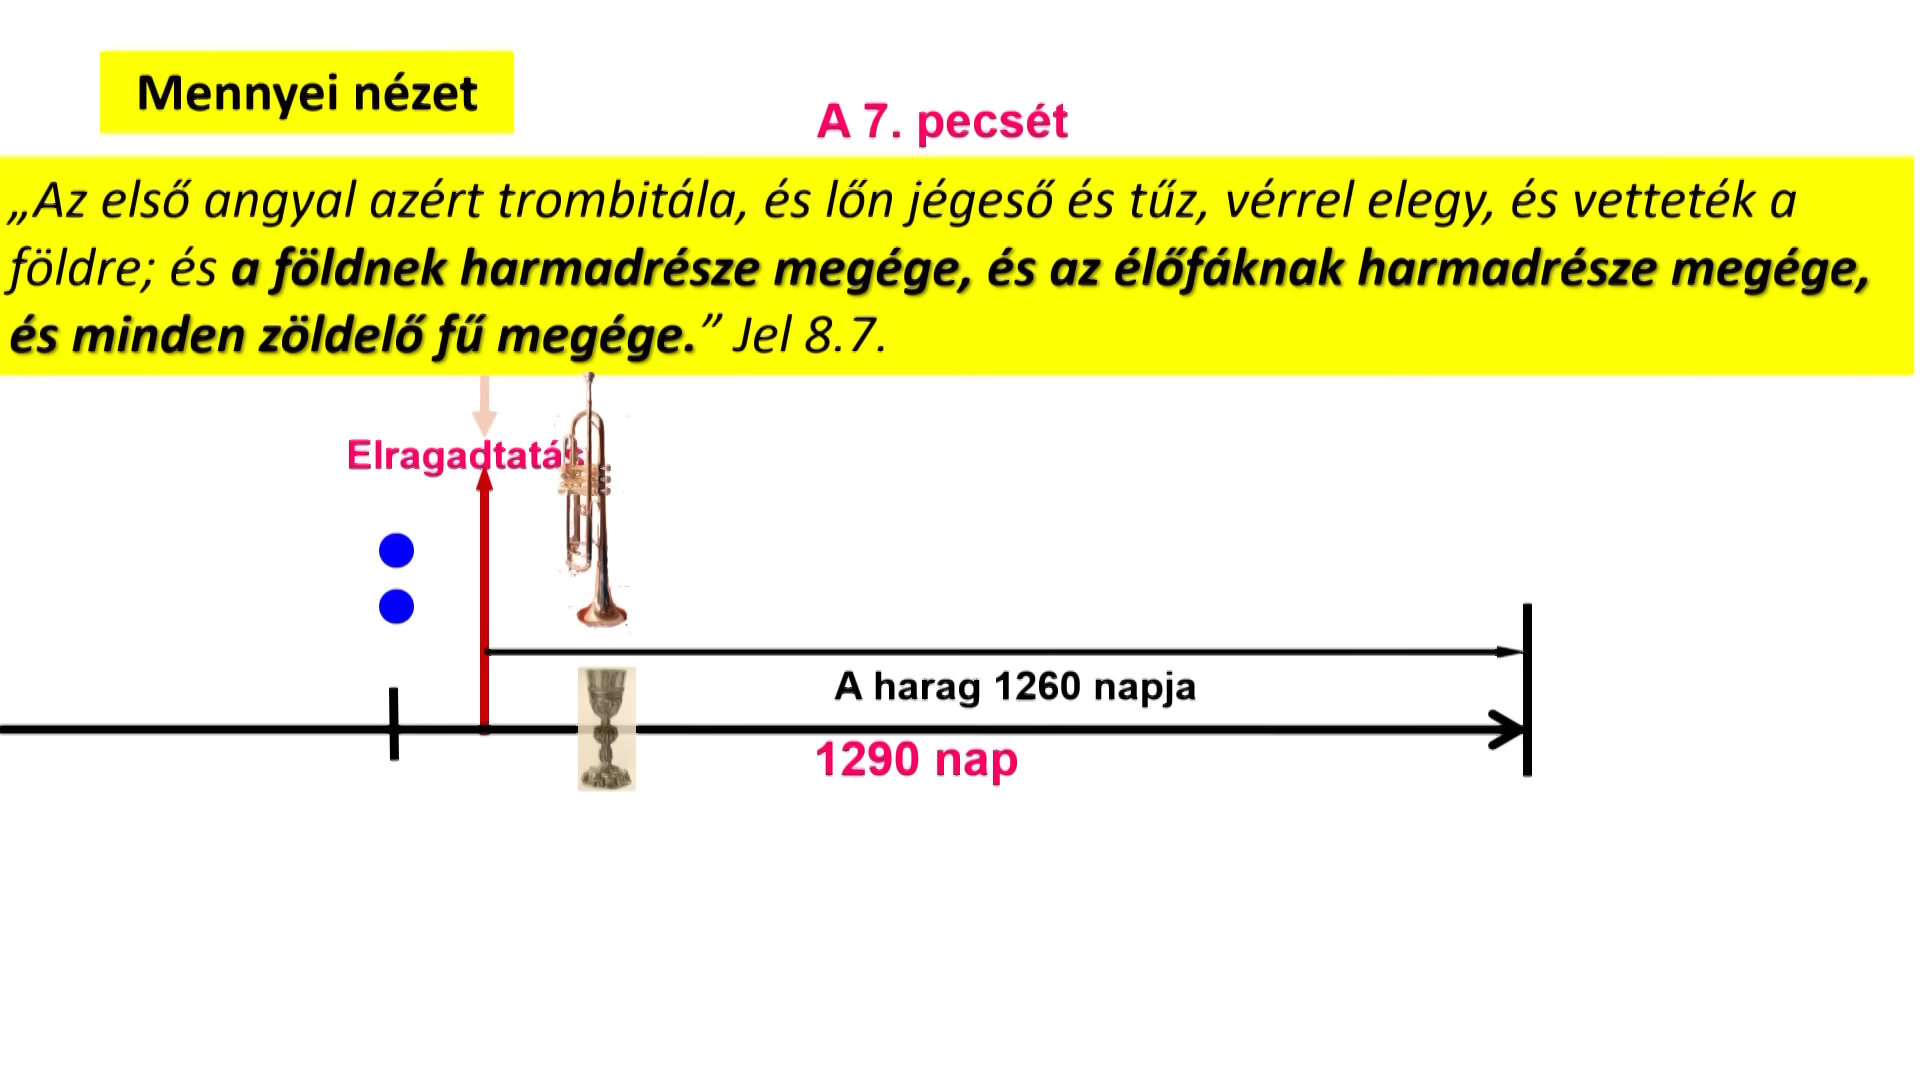 Mennyei nézet
A 7. pecsét
„Az első angyal azért trombitála, és lőn jégeső és tűz, vérrel elegy, és vetteték a
földre; és a földnek harmadrésze megége, és az élőfáknak harmadrésze megége,
és minden zöldelő fű megége.” Jel 8.7.
Elragadtatás
A harag 1260 napja
1290 nap